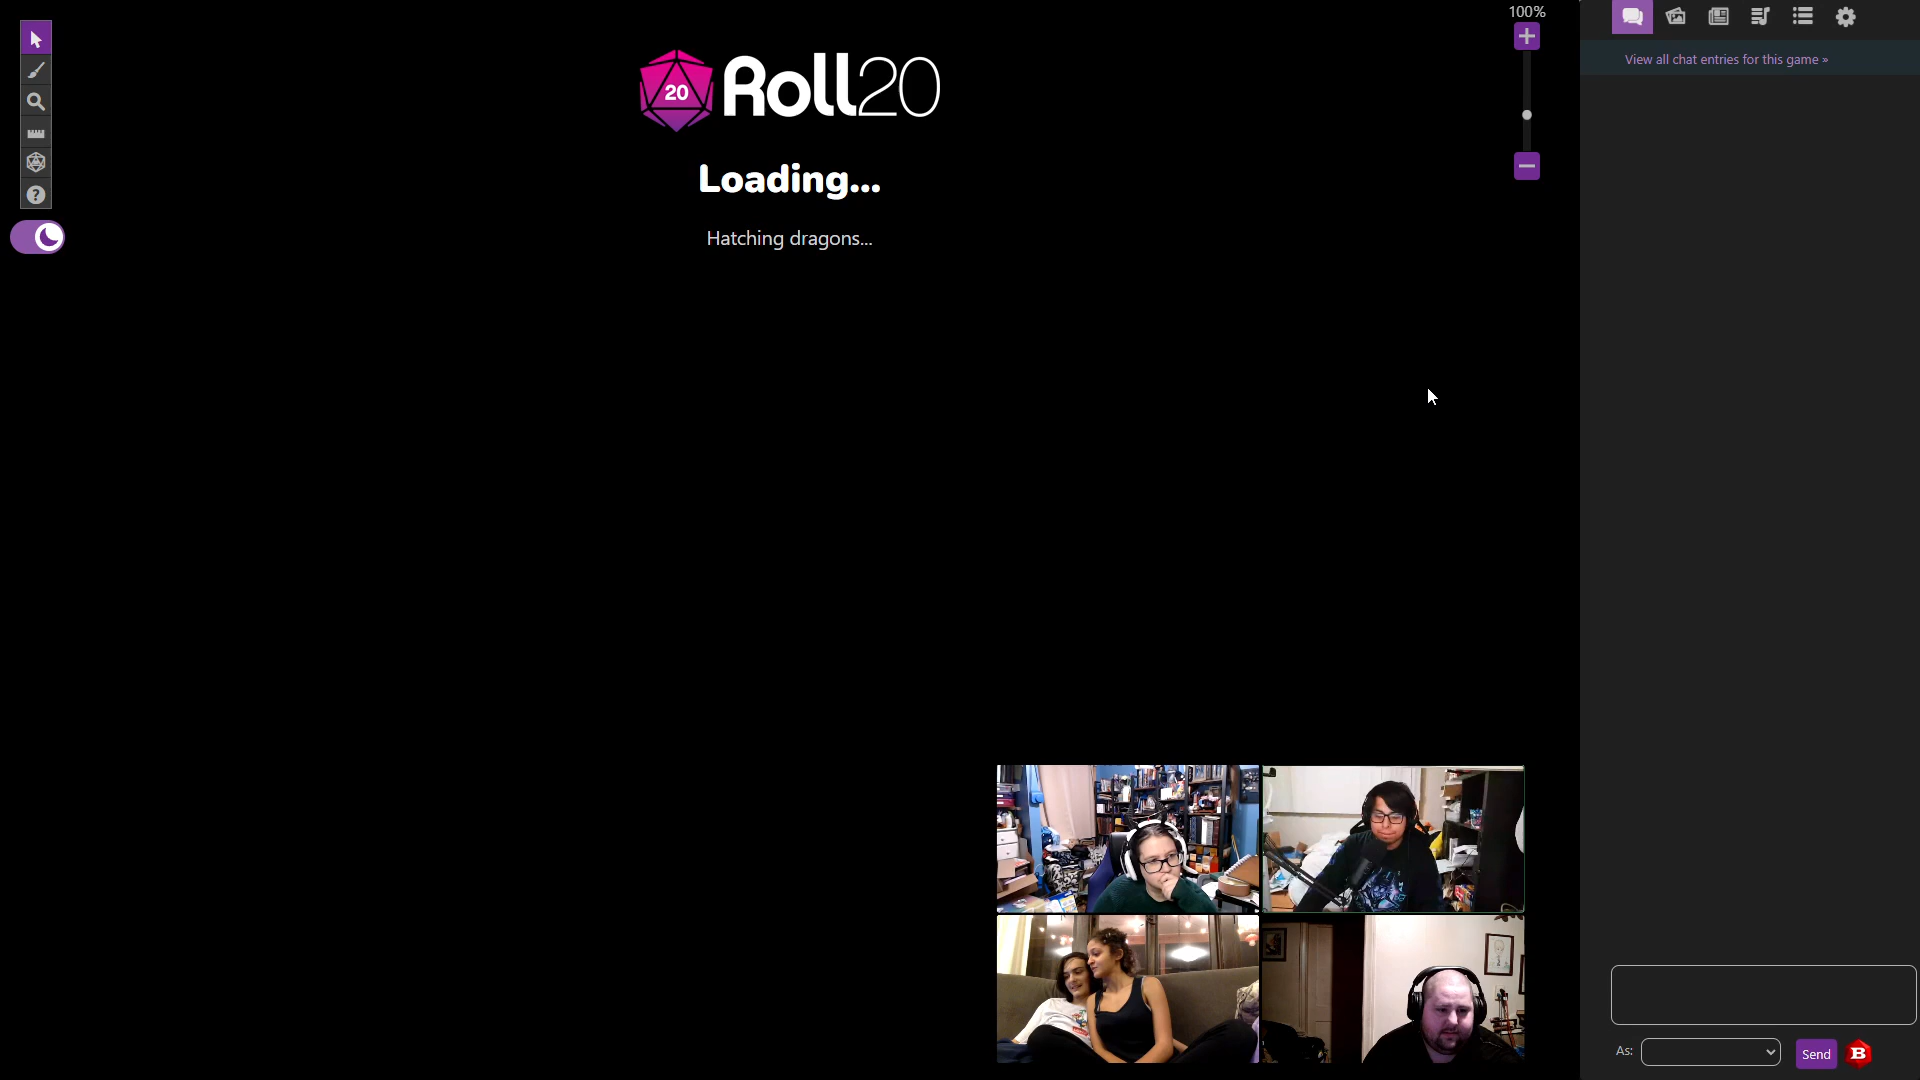 100%
View all chat entries for this game »
20 Roll20
Loading...
Hatching dragons...
?
As:
Send
B